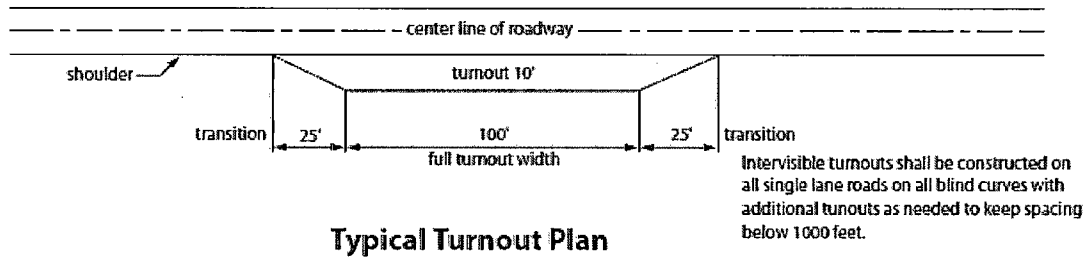 center line of roadway
shoulder
turnout 10'
transition
25'
100'
25'
transition
full turnout width
Intervisible turnouts shall be constructed on
all single lane roads on all blind curves with
additional tunouts as needed to keep spacing
below 1000 feet.
Typical Turnout Plan